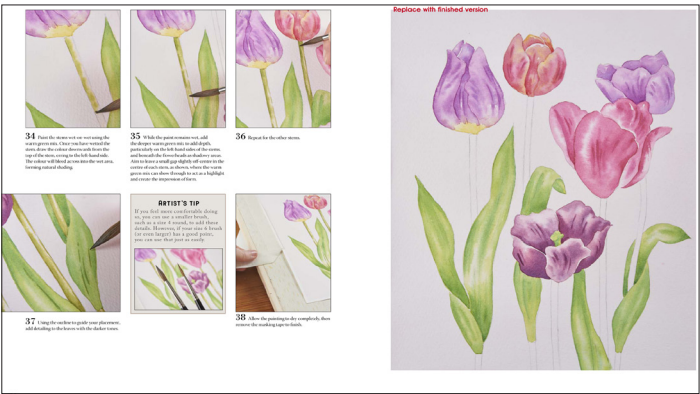 Replace with finished version
34 Paint the stems wet-on-wet using the
warm green mix. Once you have wetted the
stem, draw the colour downwards from the
top of the stem, erring to the left-hand side.
The colour will bleed across into the wet area,
forming natural shading.
35 While the paint remains wet, add
the deeper warm green mix to add depth,
particularly on the left-hand sides of the stems,
and beneath the flower heads as shadowy areas.
Aim to leave a small gap slightly off-centre in the
centre of each stem, as shown, where the warm
green mix can show through to act as a highlight
and create the impression of form.
36 Repeat for the other stems.
37 Using the outline to guide your placement,
add detailing to the leaves with the darker tones.
ARTIST'S TIP
If you feel more comfortable doing
so, you can use a smaller brush,
such as a size 4 round, to add these
details. However, if your size 6 brush
(or even larger) has a good point,
you can use that just as easily.
38 Allow the painting to dry completely, then
remove the masking tape to finish.